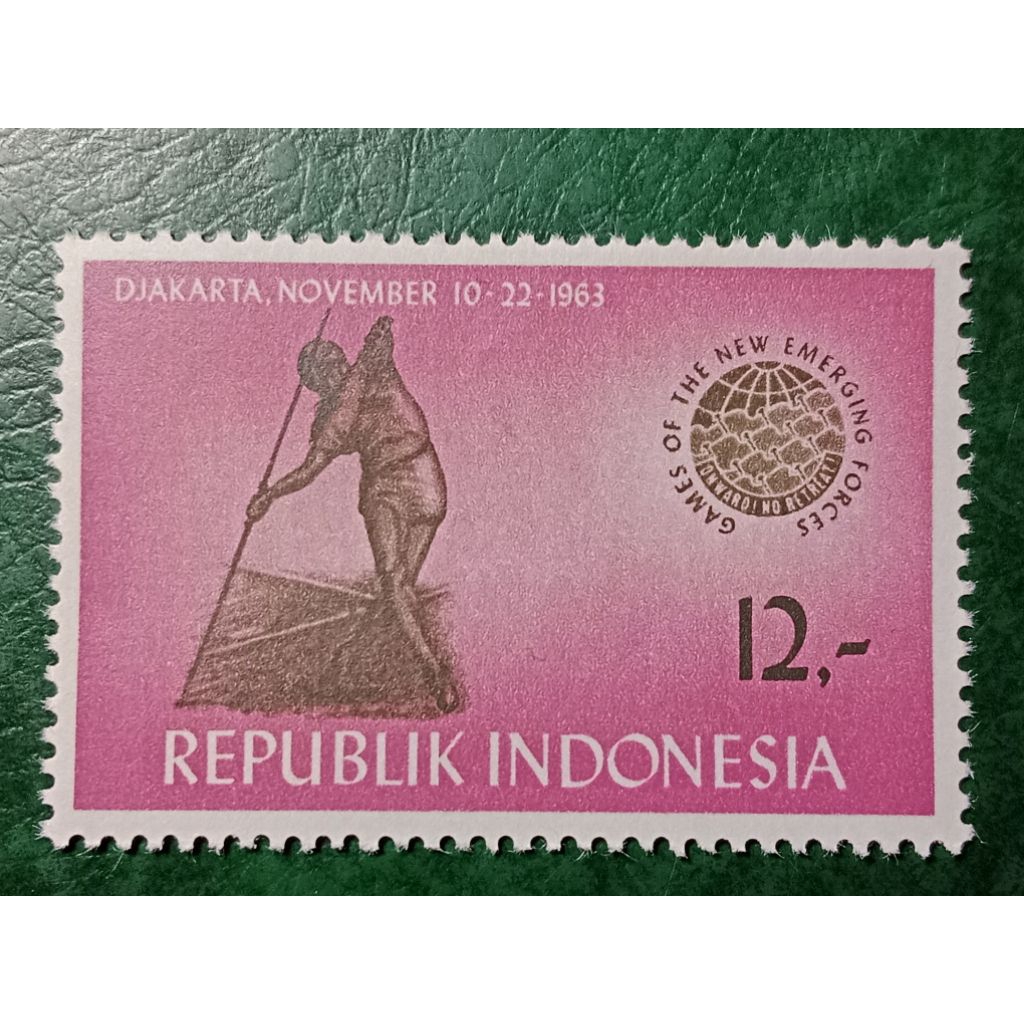 DJAKARTA, NOVEMBER 10-22-1963
GAMES OF THE NEW EMERGING FORCES
ONWARD! NO RETREAT!
12,-
REPUBLIK INDONESIA